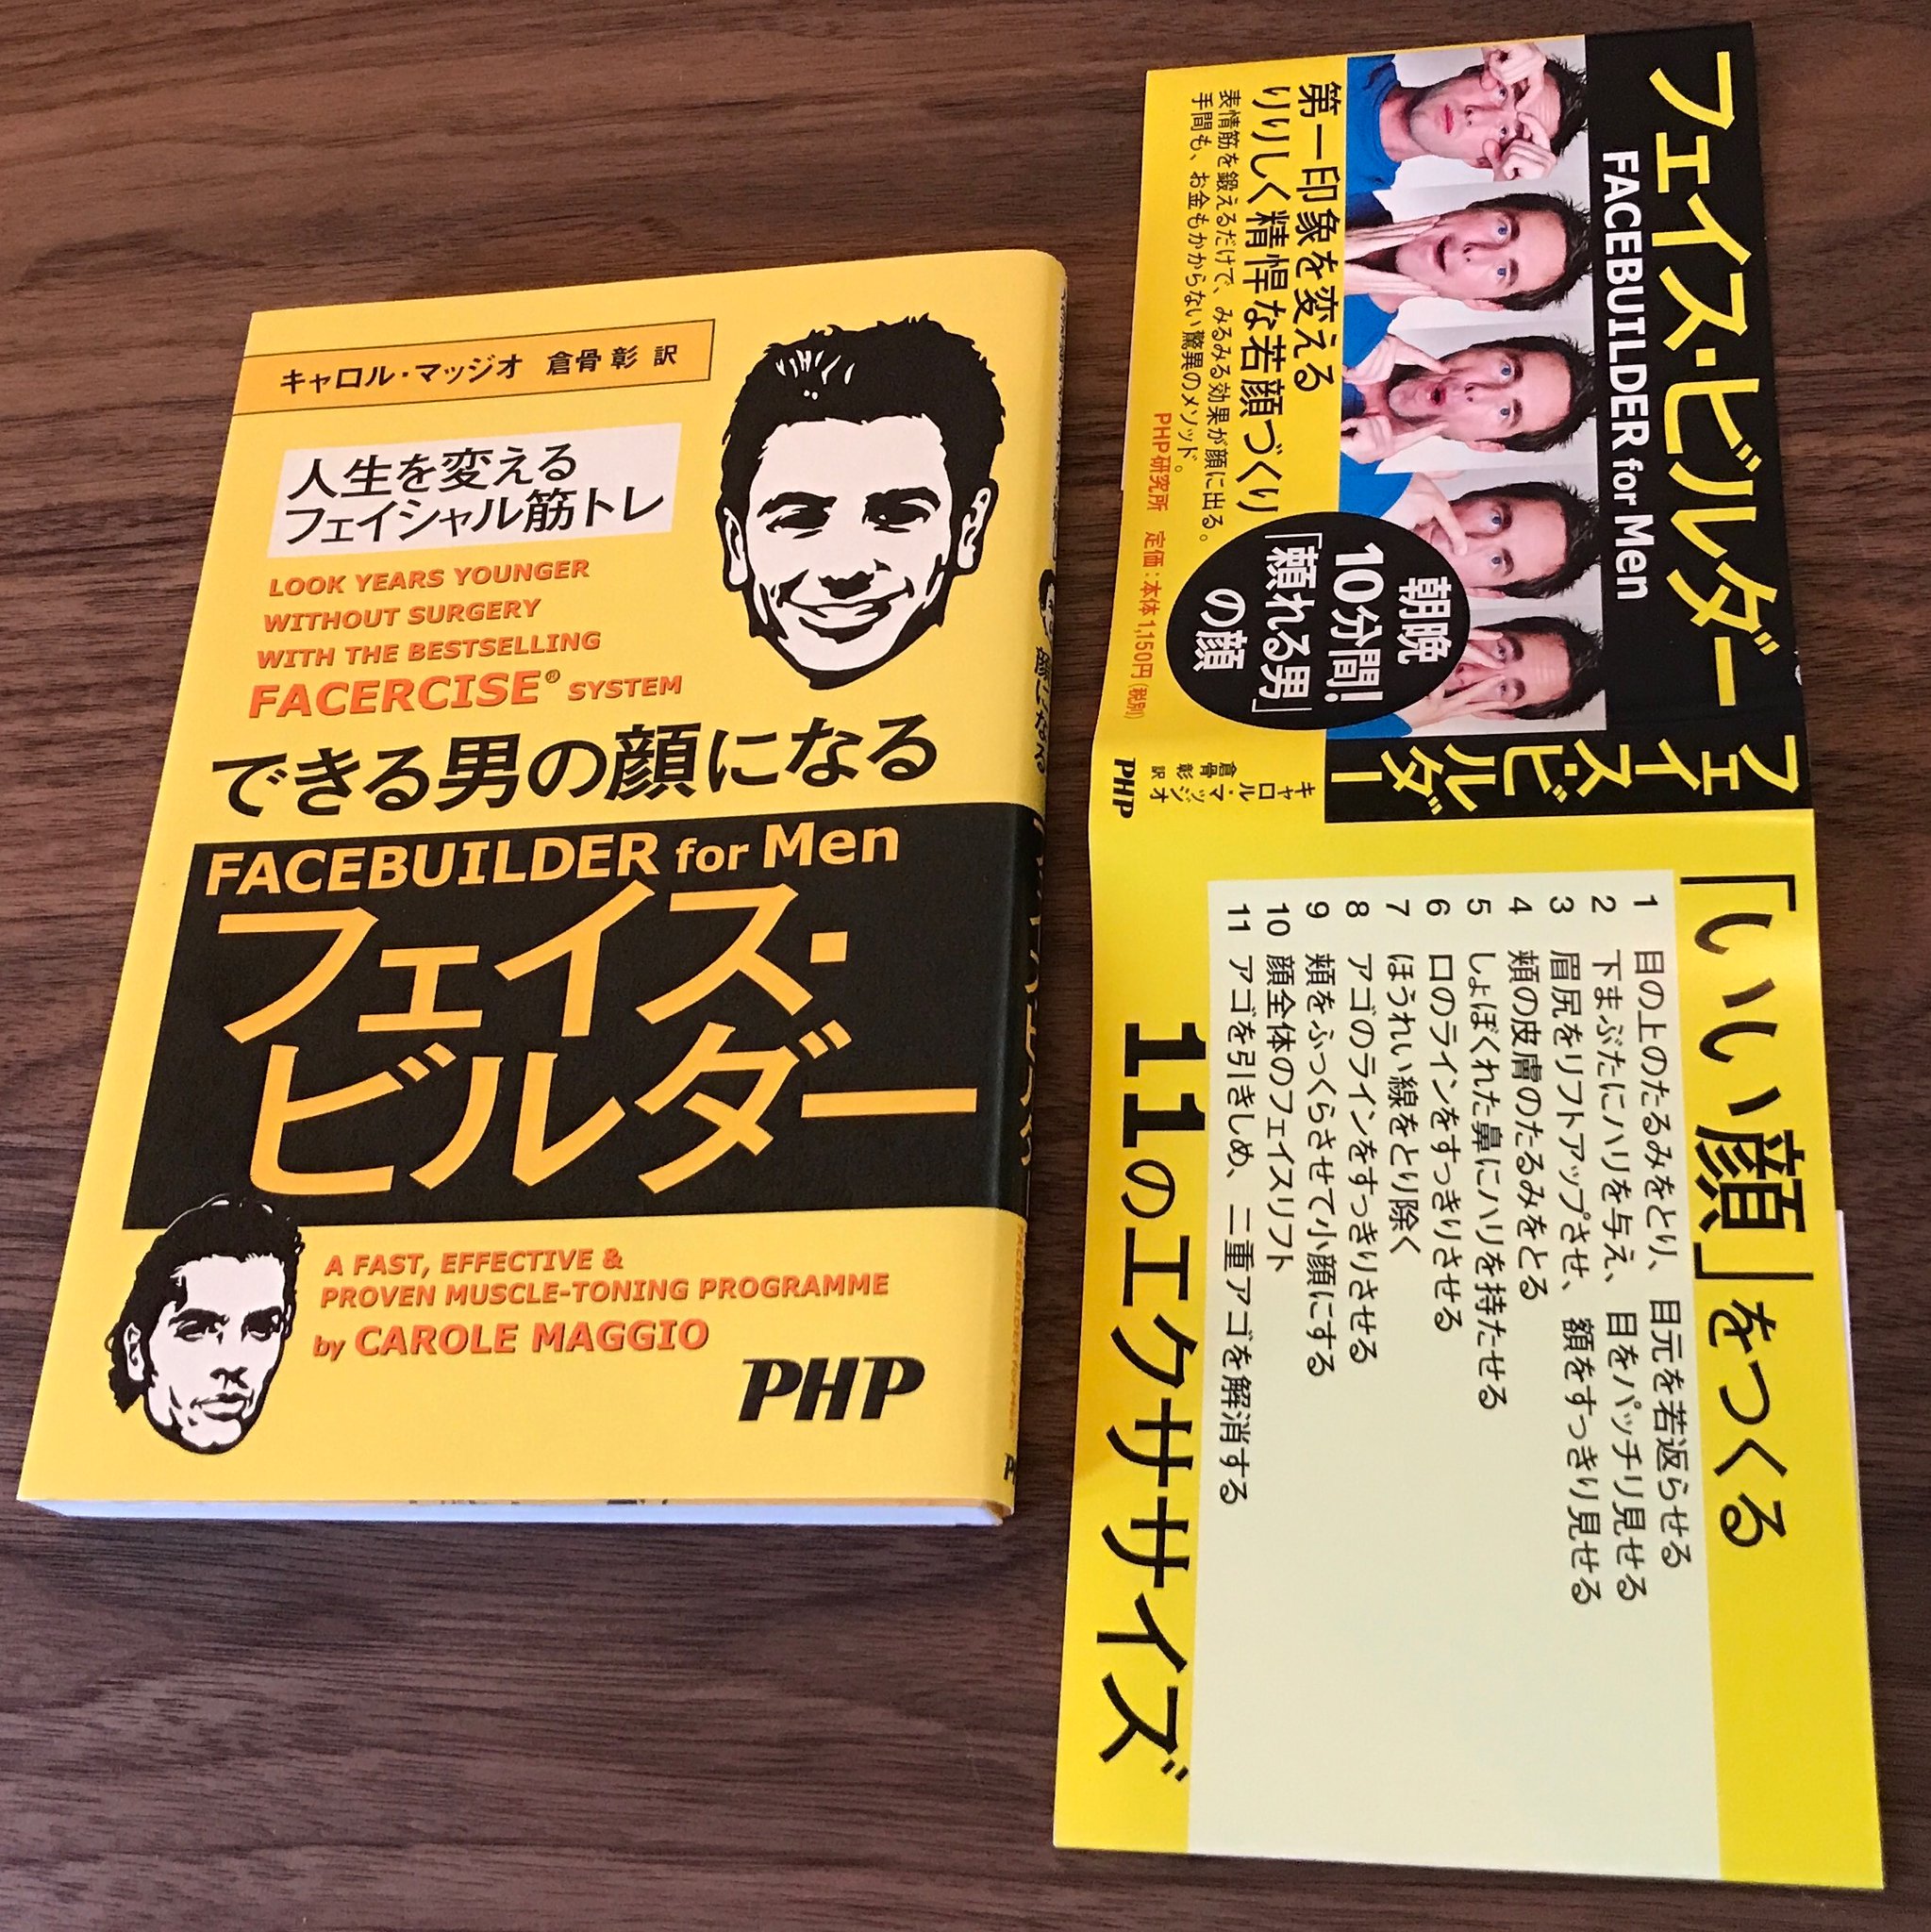 キャロル・マッジオ 倉骨 彰 訳
人生を変える
フェイシャル筋トレ
LOOK YEARS YOUNGER
WITHOUT SURGERY
WITH THE BESTSELLING
FACERCISE® SYSTEM
できる男の顔になる
FACEBUILDER for Men
フェイス・
ビルダー
A FAST, EFFECTIVE &
PROVEN MUSCLE-TONING PROGRAMME
by CAROLE MAGGIO
PHP
フェイス・ビルダー
FACEBUILDER for Men
第一印象を変える
りりしく精悍な若顔づくり
表情筋を鍛えるだけで、みるみる効果が顔に出る。
手間も、お金もかからない驚異のメソッド。
PHP研究所 定価:本体1,150円(税別)
朝晩
10分間!
「頼れる男」
の顔
フェイス・ビルダー
キャロル・マッジオ
倉骨 彰 訳
PHP
「いい顔」をつくる
1 目の上のたるみをとり、目元を若返らせる
2 下まぶたにハリを与え、目をパッチリ見せる
3 眉尻をリフトアップさせ、額をすっきり見せる
4 頬の皮膚のたるみをとる
5 しょぼくれた鼻にハリを持たせる
6 口のラインをすっきりさせる
7 ほうれい線をとり除く
8 アゴのラインをすっきりさせる
9 頬をふっくらさせて小顔にする
10 顔全体のフェイスリフト
11 アゴを引きしめ、二重アゴを解消する
11のエクササイズ